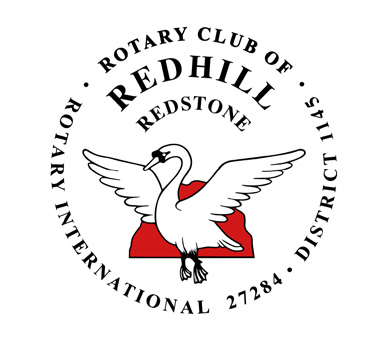 · ROTARY CLUB OF ·
REDHILL
REDSTONE
ROTARY INTERNATIONAL 27284 · DISTRICT 1145